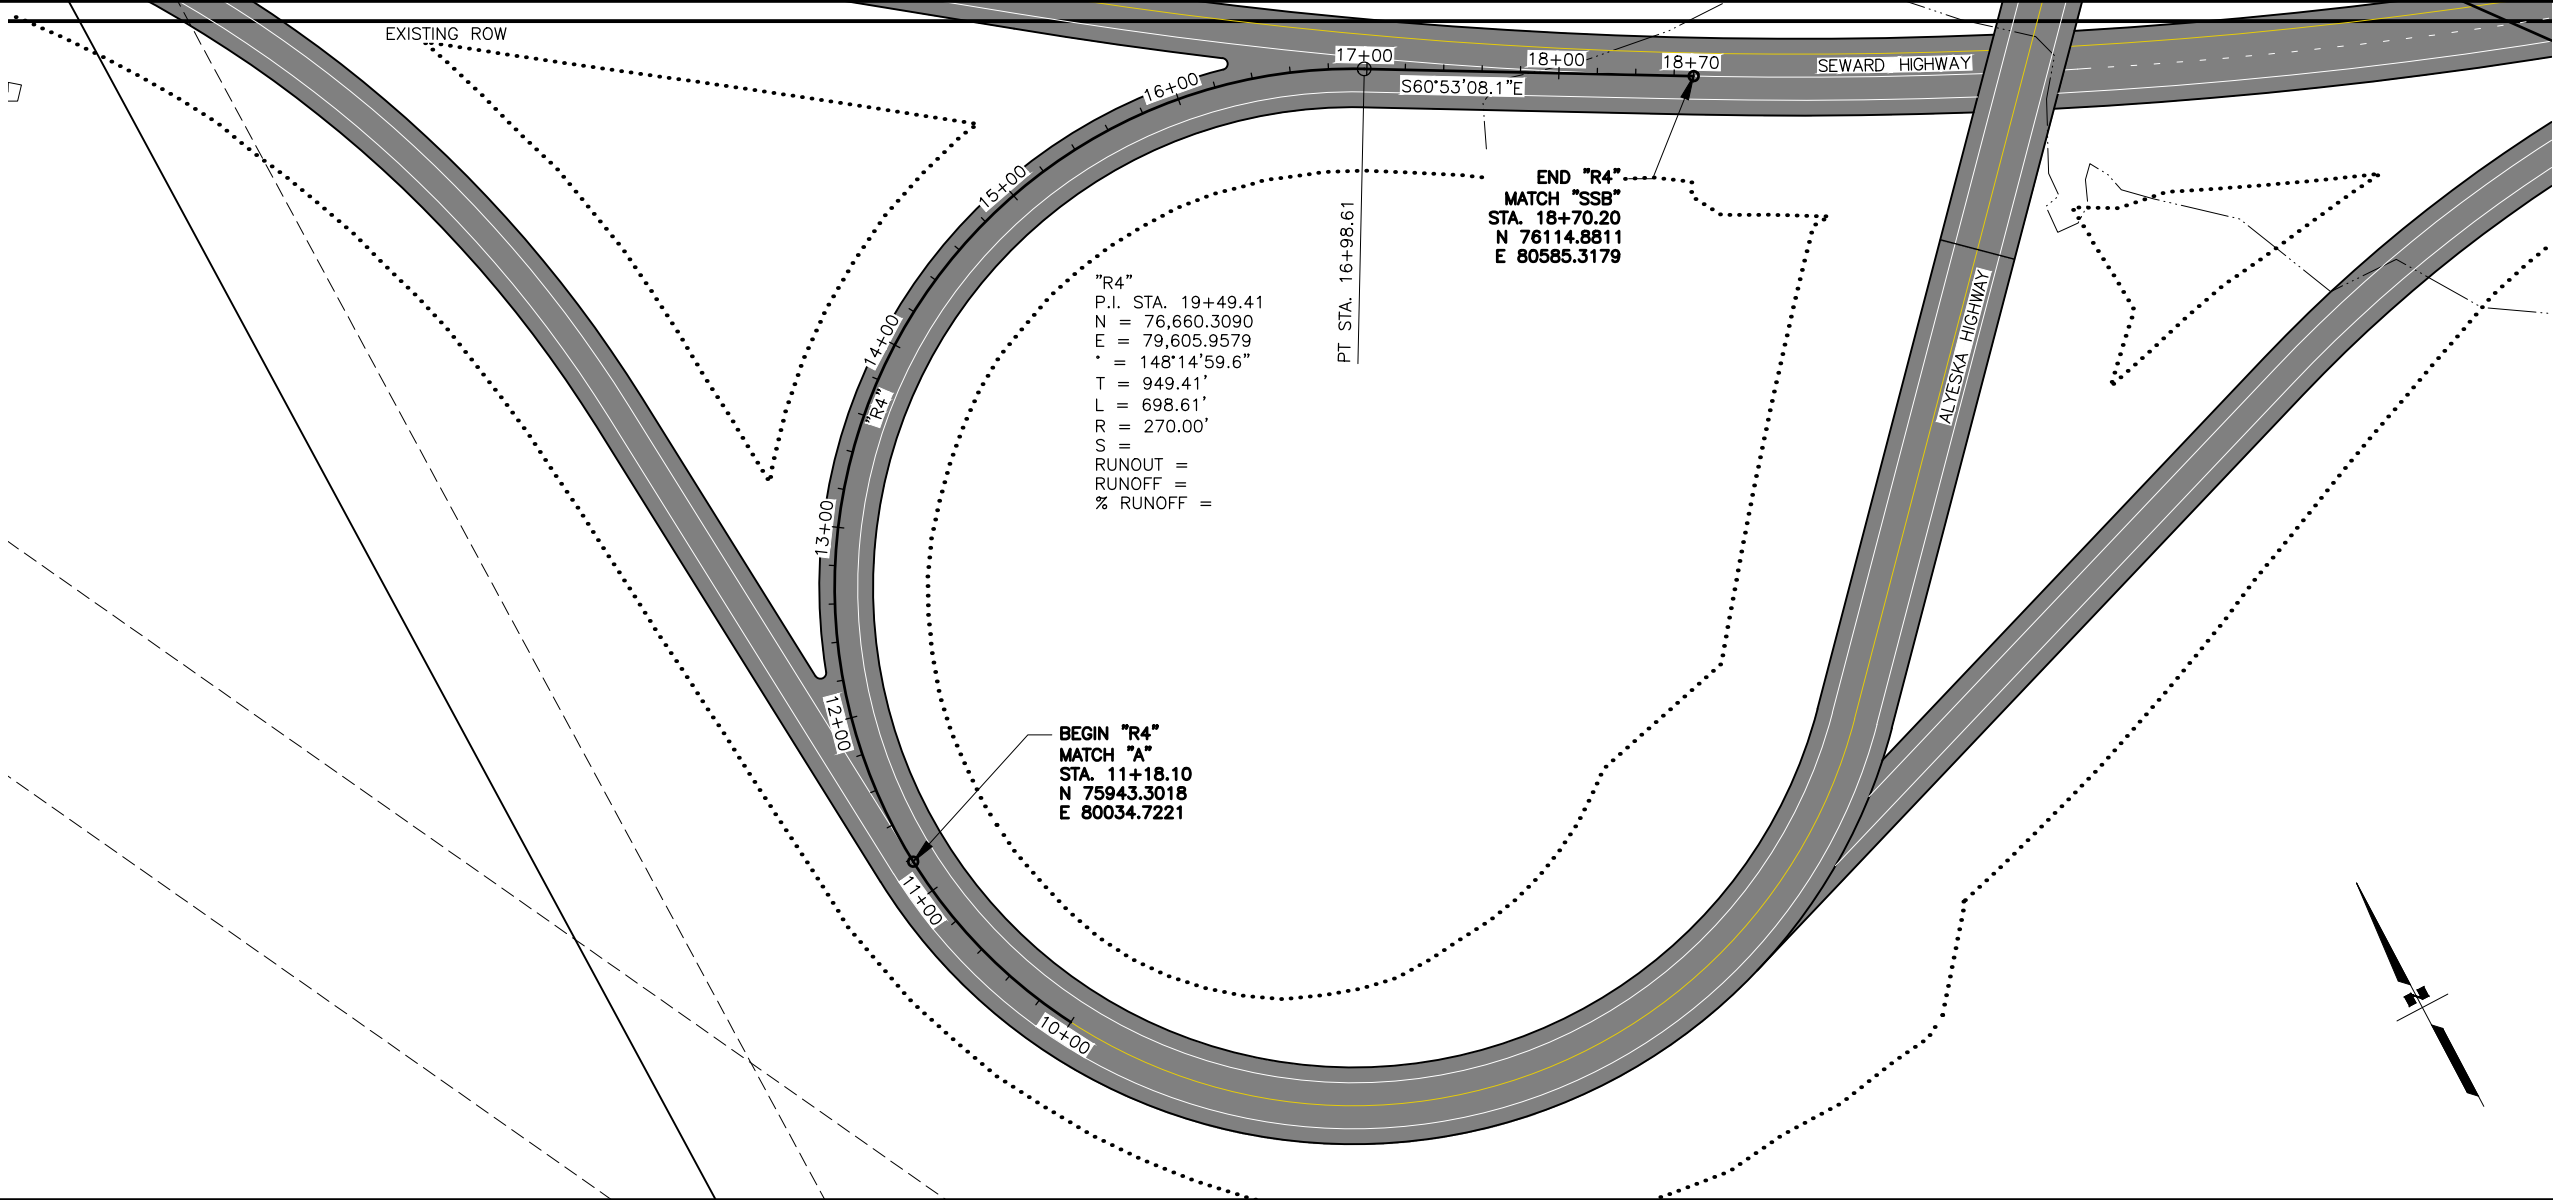 EXISTING ROW
17+00
18+00
18+70
SEWARD HIGHWAY
16+00
S60°53'08.1"E
15+00
END "R4"
MATCH "SSB"
STA. 18+70.20
N 76114.8811
E 80585.3179
PT STA. 16+98.61
"R4"
P.I. STA. 19+49.41
N = 76,660.3090
E = 79,605.9579
° = 148°14'59.6"
T = 949.41'
L = 698.61'
R = 270.00'
S =
RUNOUT =
RUNOFF =
% RUNOFF =
14+00
"R4"
ALYESKA HIGHWAY
13+00
12+00
BEGIN "R4"
MATCH "A"
STA. 11+18.10
N 75943.3018
E 80034.7221
11+00
10+00
N